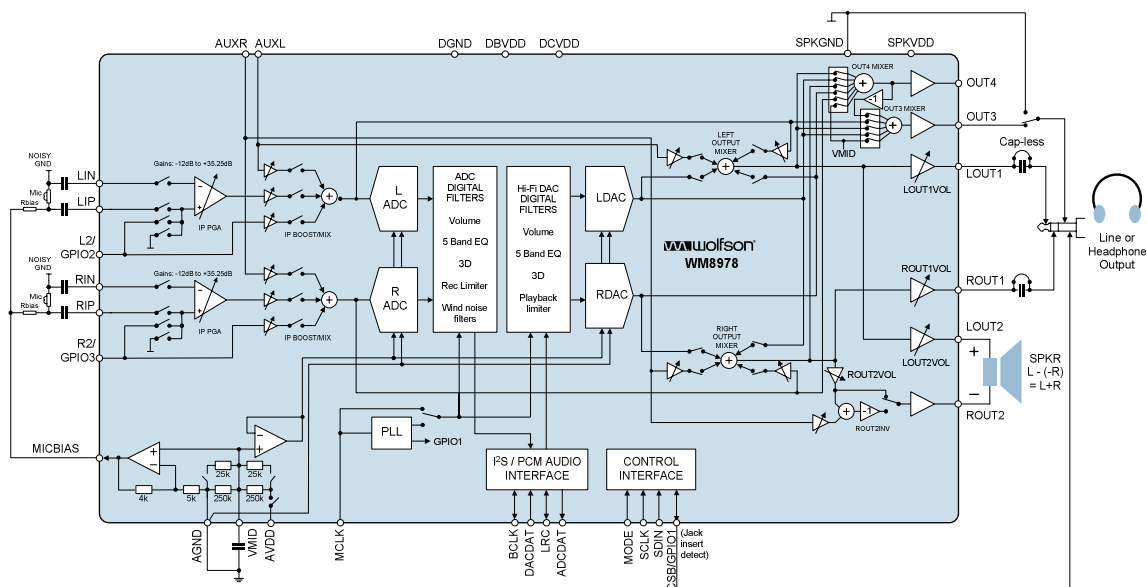 AUXR AUXL
DGND
DBVDD
DCVDD
SPKGND
SPKVDD
OUT4 MIXER
OUT4
-1
OUT3 MIXER
OUT3
VMID
Cap-less
LEFT
OUTPUT
MIXER
LOUT1
LOUT1VOL
NOISY
GND
LIN
Mic
LIP
Rbias
L2/
GPIO2
Gains: -12dB to +35.25dB
IP PGA
IP BOOST/MIX
L
ADC
ADC
DIGITAL
FILTERS
Volume
5 Band EQ
3D
Rec Limiter
Wind noise
filters
Hi-Fi DAC
DIGITAL
FILTERS
Volume
5 Band EQ
3D
Playback
limiter
LDAC
RDAC
wolfson®
WM8978
Line or
Headphone
Output
NOISY
GND
RIN
Mic
RIP
Rbias
R2/
GPIO3
Gains: -12dB to +35.25dB
IP PGA
IP BOOST/MIX
R
ADC
ROUT1VOL
ROUT1
RIGHT
OUTPUT
MIXER
LOUT2
LOUT2VOL
ROUT2VOL
SPKR
L - (-R)
= L+R
-1
ROUT2INV
ROUT2
MICBIAS
PLL
GPIO1
25k
25k
4k
5k
250k
250k
I²S / PCM AUDIO
INTERFACE
CONTROL
INTERFACE
AGND
VMID
AVDD
MCLK
BCLK
DACDAT
LRC
ADCDAT
MODE
SCLK
SDIN
CSB/GPIO1
(Jack
insert
detect)